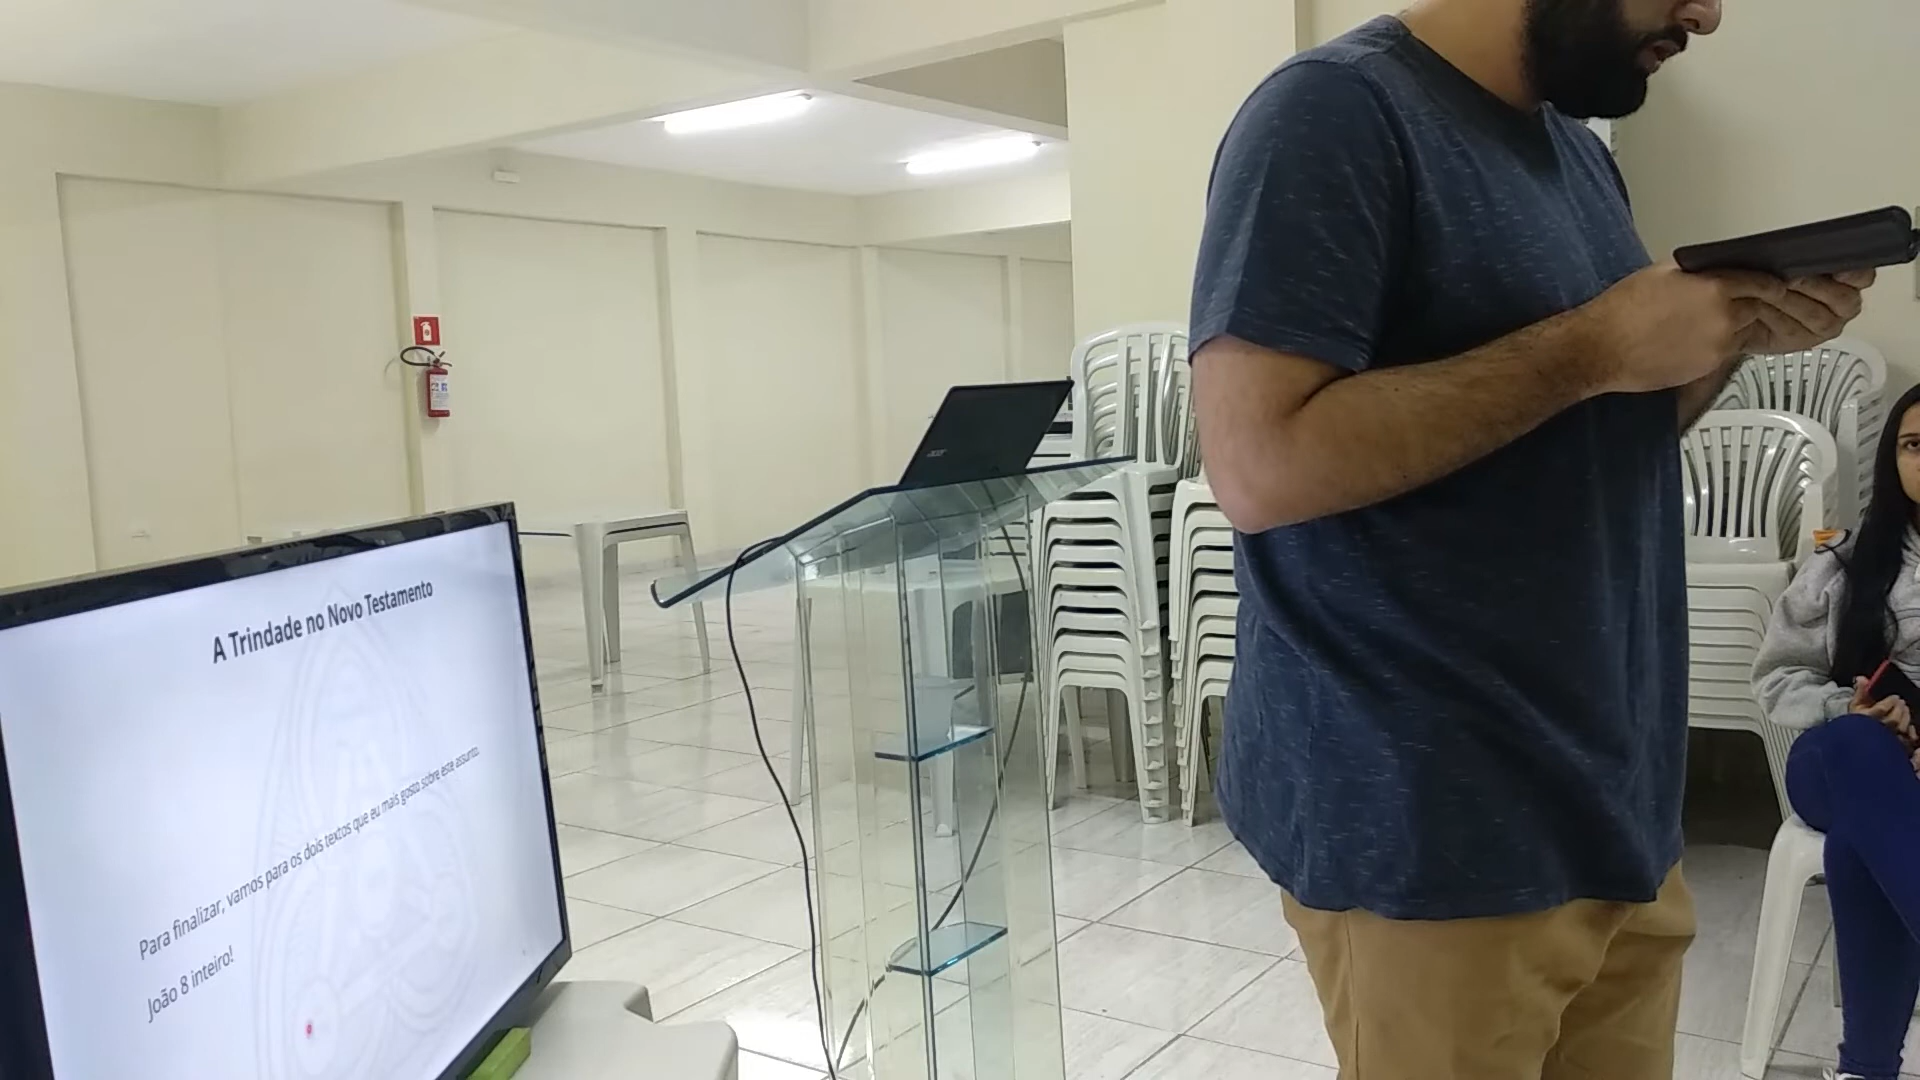 A Trindade no Novo Testamento
Para finalizar, vamos para os dois textos que eu mais gosto sobre este assunto.
João 8 inteiro!
acer